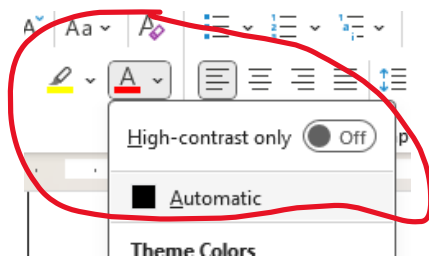 A Aa A
A
High-contrast only Off p
Automatic
Theme Colors